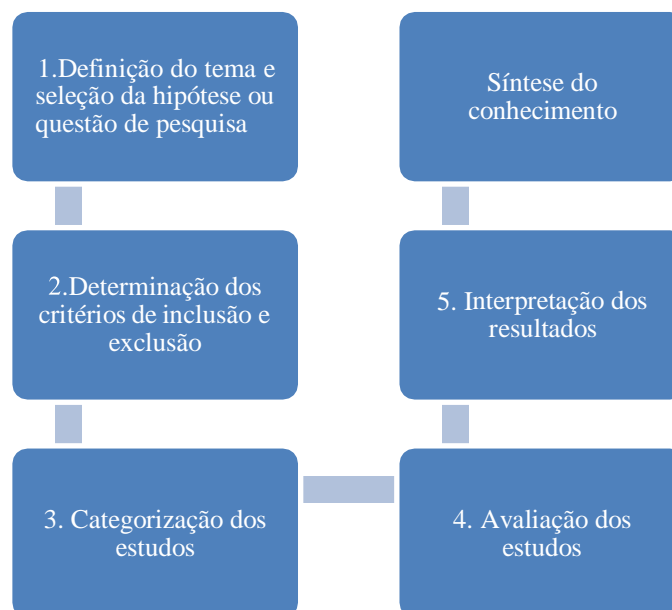 1.Definição do tema e
seleção da hipótese ou
questão de pesquisa
2.Determinação dos
critérios de inclusão e
exclusão
3. Categorização dos
estudos
4. Avaliação dos
estudos
5. Interpretação dos
resultados
Síntese do
conhecimento